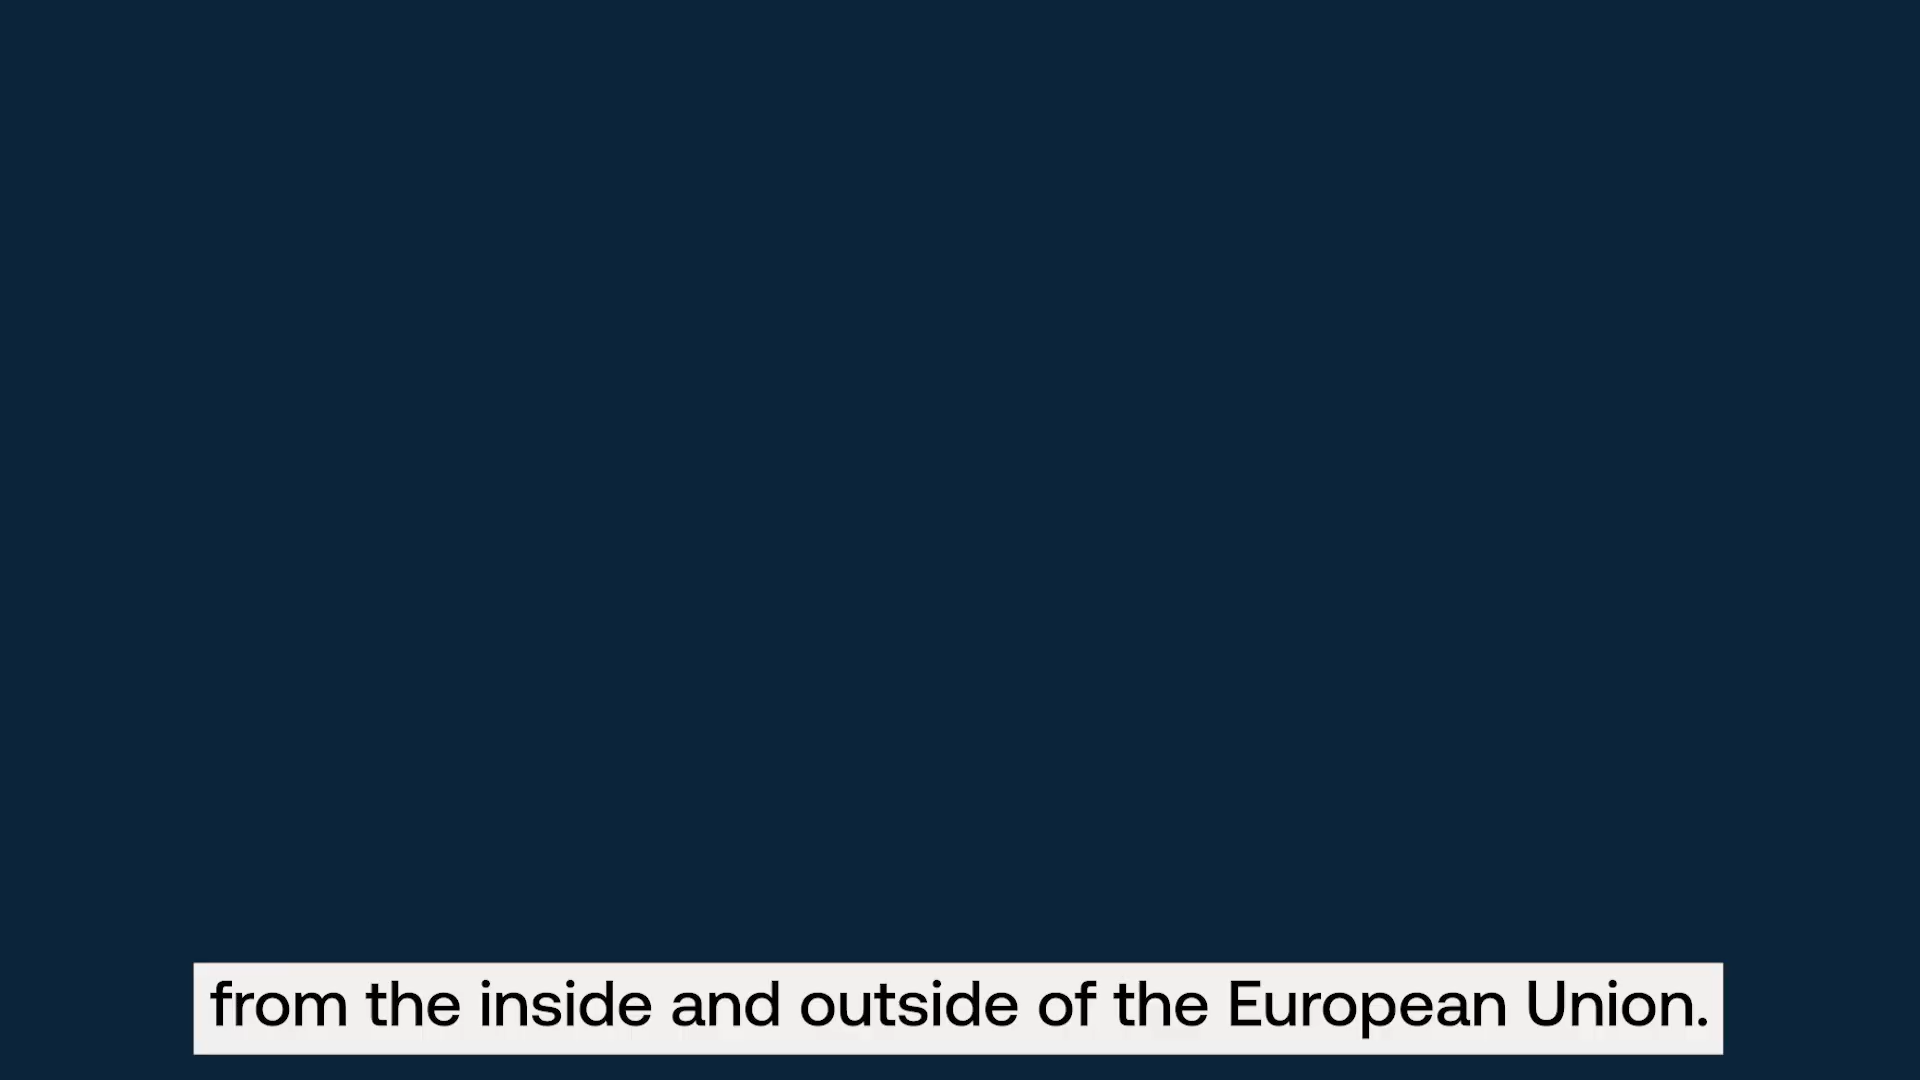 from the inside and outside of the European Union.